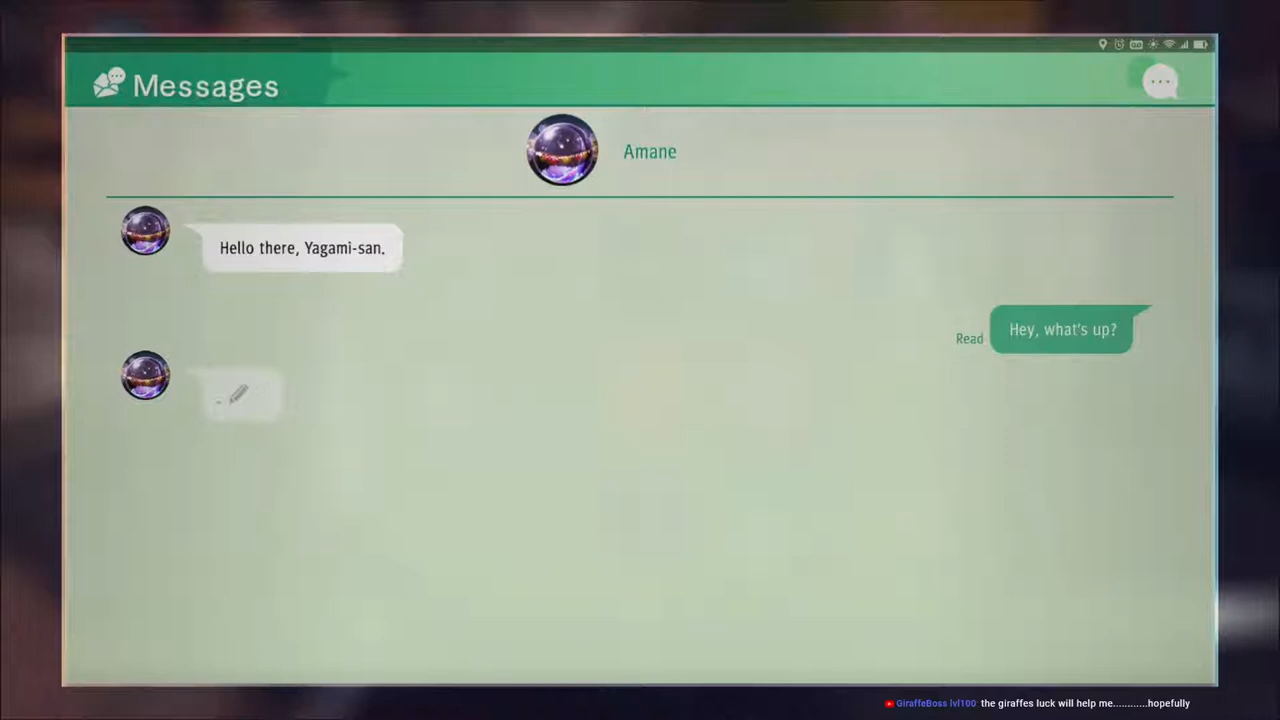 Messages
Amane
Hello there, Yagami-san.
Hey, what's up?
Read
GiraffeBoss lvl100: the giraffes luck will help me............hopefully